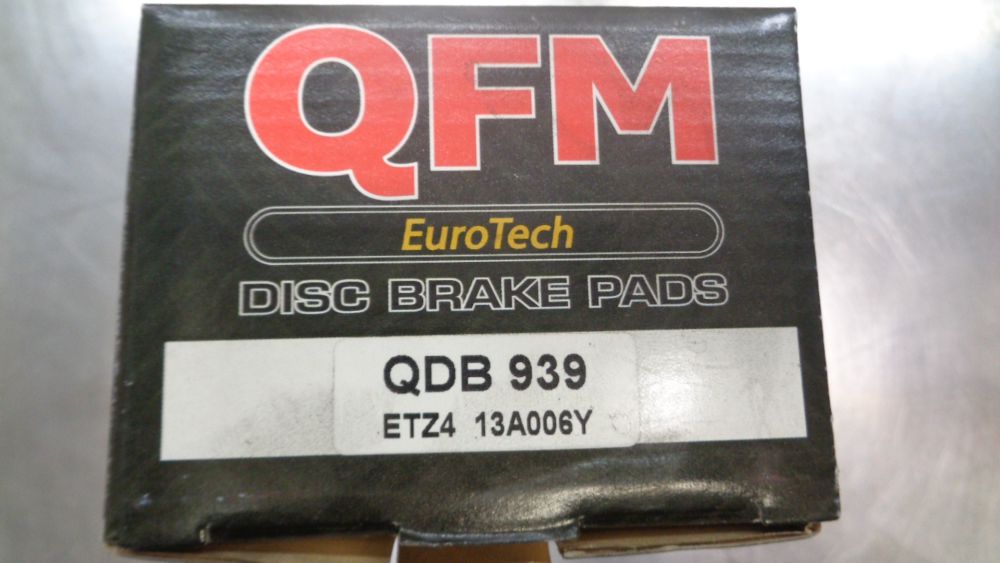 QFM
EuroTech
DISC BRAKE PADS
QDB 939
ETZ4 13A006Y